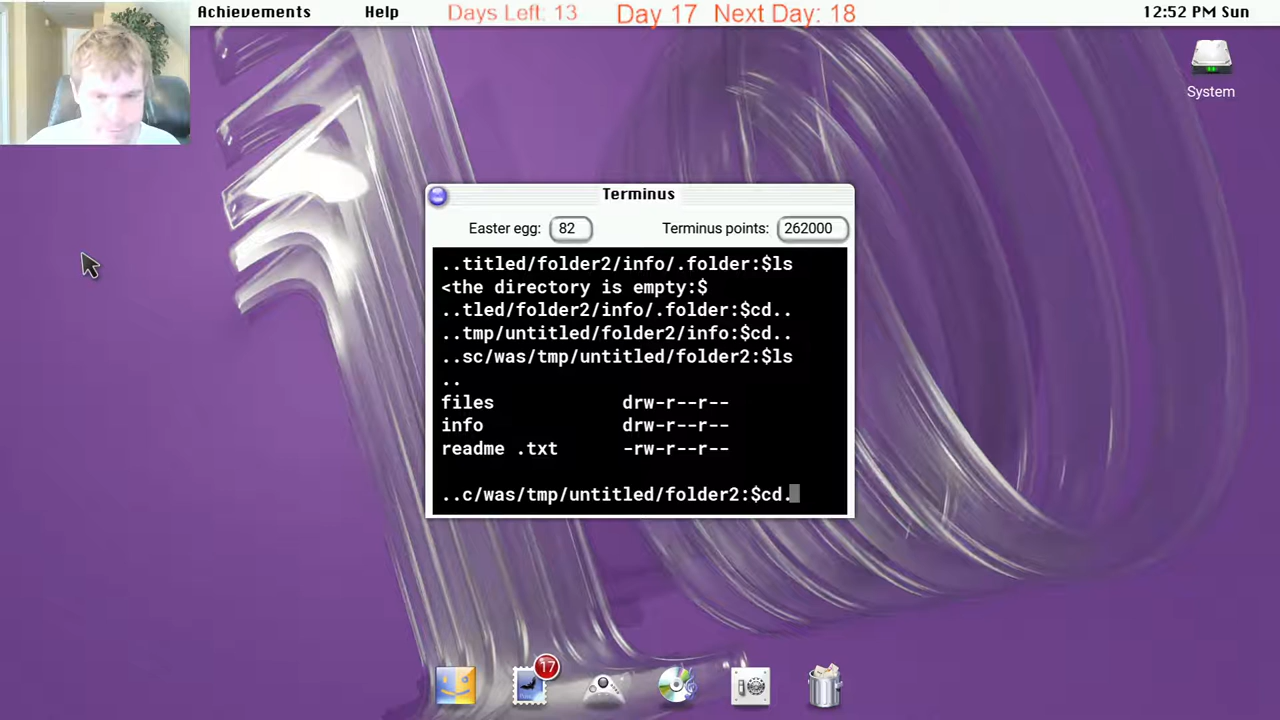 Achievements Help Days Left: 13 Day 17 Next Day: 18 12:52 PM Sun
System
Terminus
Easter egg: 82 Terminus points: 262000
..titled/folder2/info/.folder:$ls
<the directory is empty:$
..tled/folder2/info/.folder:$cd..
..tmp/untitled/folder2/info:$cd..
..sc/was/tmp/untitled/folder2:$ls
..
files drw-r--r--
info drw-r--r--
readme .txt -rw-r--r--
..c/was/tmp/untitled/folder2:$cd.
17